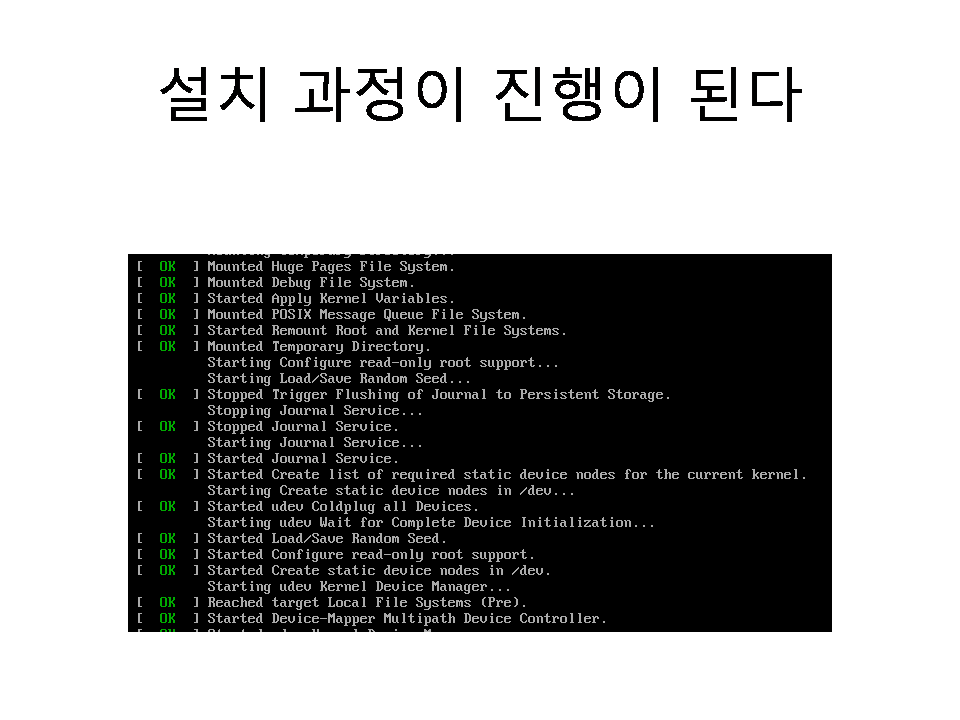 설치 과정이 진행이 된다
[  OK  ] Mounted Huge Pages File System.
[  OK  ] Mounted Debug File System.
[  OK  ] Started Apply Kernel Variables.
[  OK  ] Mounted POSIX Message Queue File System.
[  OK  ] Started Remount Root and Kernel File Systems.
[  OK  ] Mounted Temporary Directory.
Starting Configure read-only root support...
Starting Load/Save Random Seed...
[  OK  ] Stopped Trigger Flushing of Journal to Persistent Storage.
Stopping Journal Service...
[  OK  ] Stopped Journal Service.
Starting Journal Service...
[  OK  ] Started Journal Service.
[  OK  ] Started Create list of required static device nodes for the current kernel.
Starting Create static device nodes in /dev...
[  OK  ] Started udev Coldplug all Devices.
Starting udev Wait for Complete Device Initialization...
[  OK  ] Started Load/Save Random Seed.
[  OK  ] Started Configure read-only root support.
[  OK  ] Started Create static device nodes in /dev.
Starting udev Kernel Device Manager...
[  OK  ] Reached target Local File Systems (Pre).
[  OK  ] Started Device-Mapper Multipath Device Controller.